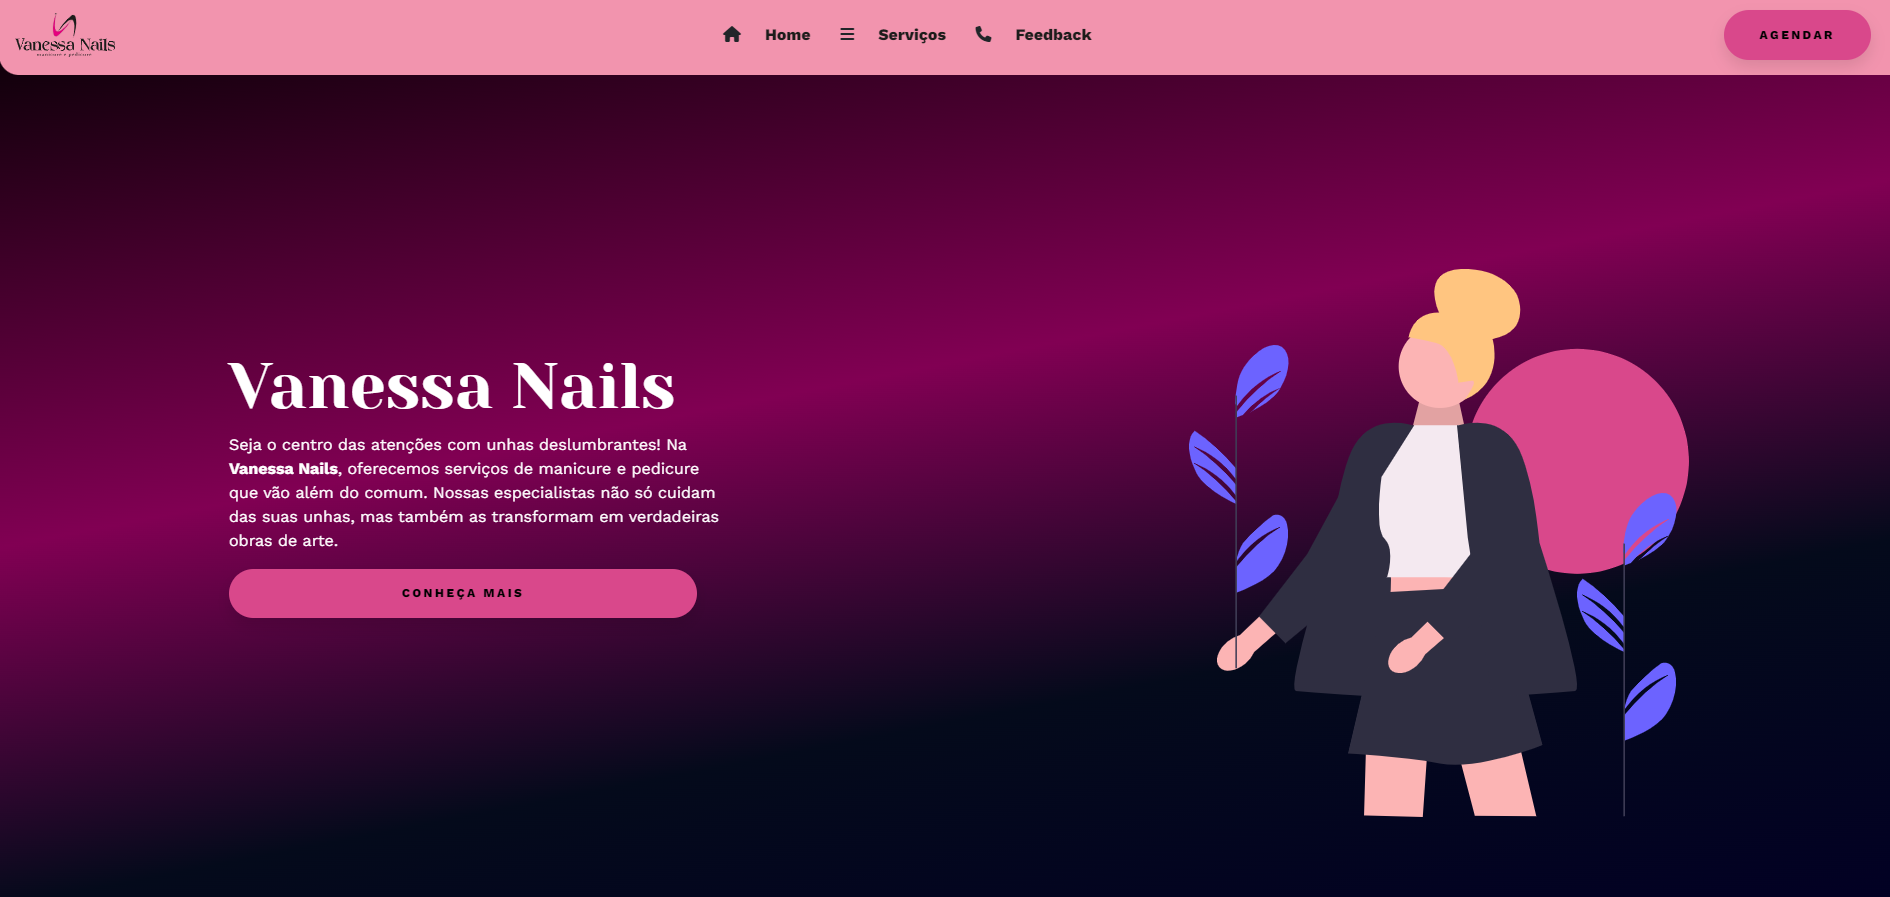 Vanessa Nails
manicure e pedicure
Home
Serviços
Feedback
AGENDAR
Vanessa Nails
Seja o centro das atenções com unhas deslumbrantes! Na
Vanessa Nails, oferecemos serviços de manicure e pedicure
que vão além do comum. Nossas especialistas não só cuidam
das suas unhas, mas também as transformam em verdadeiras
obras de arte.
CONHEÇA MAIS